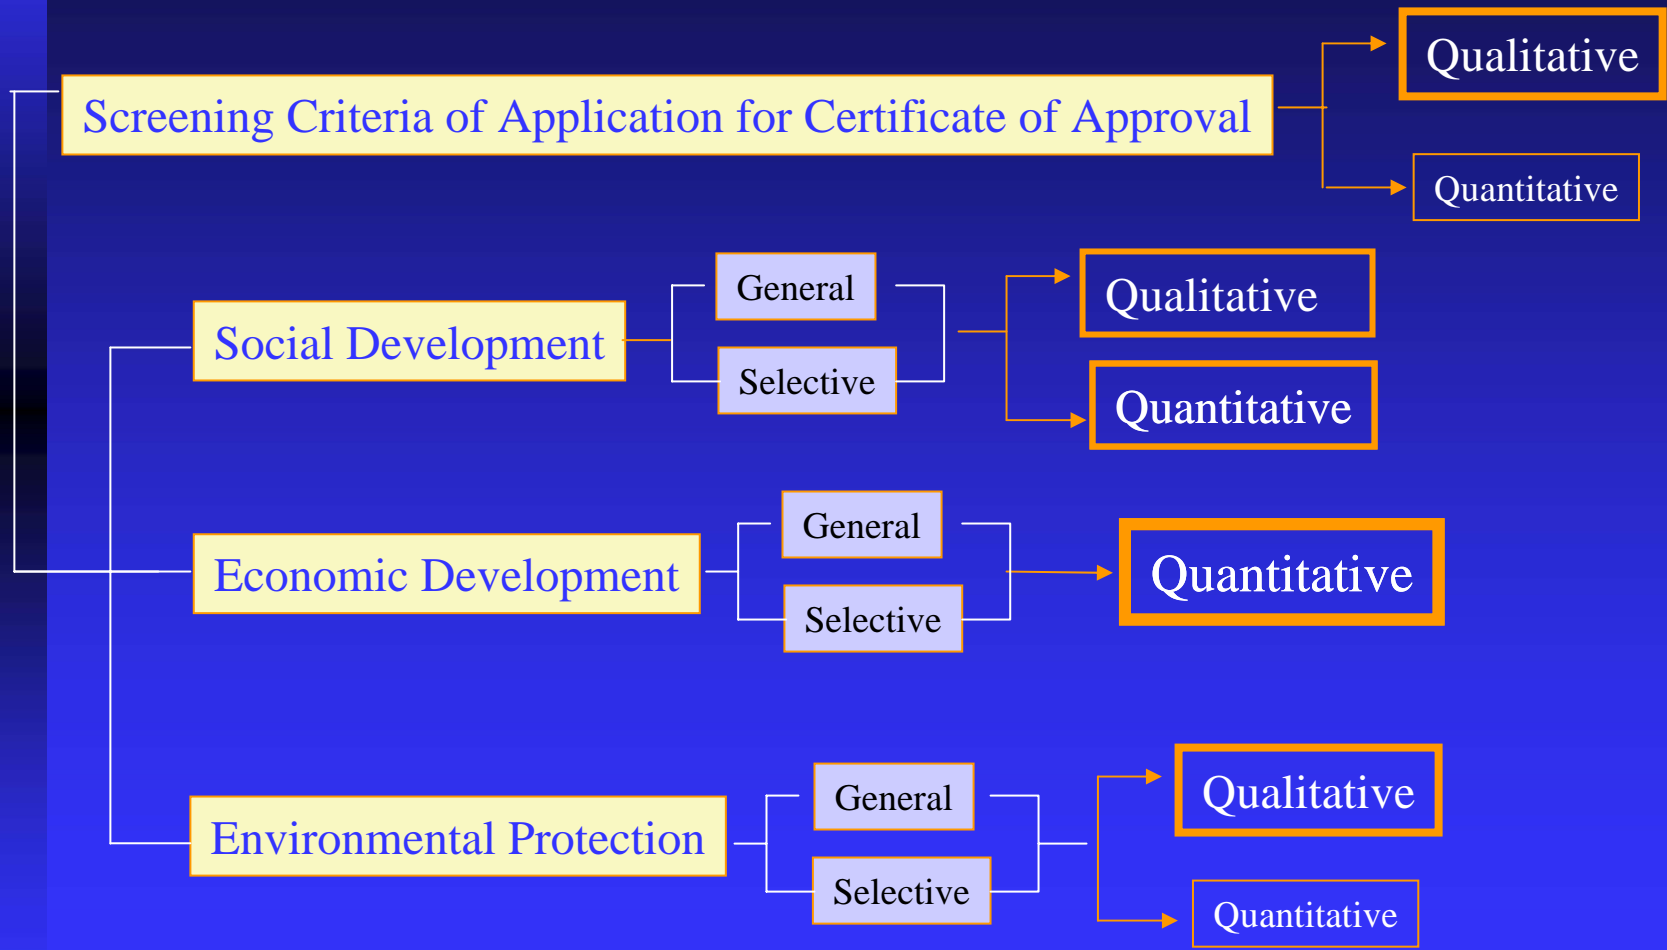 Qualitative
Screening Criteria of Application for Certificate of Approval
Quantitative
General
Qualitative
Social Development
Selective
Quantitative
General
Economic Development
Quantitative
Selective
General
Qualitative
Environmental Protection
Selective
Quantitative